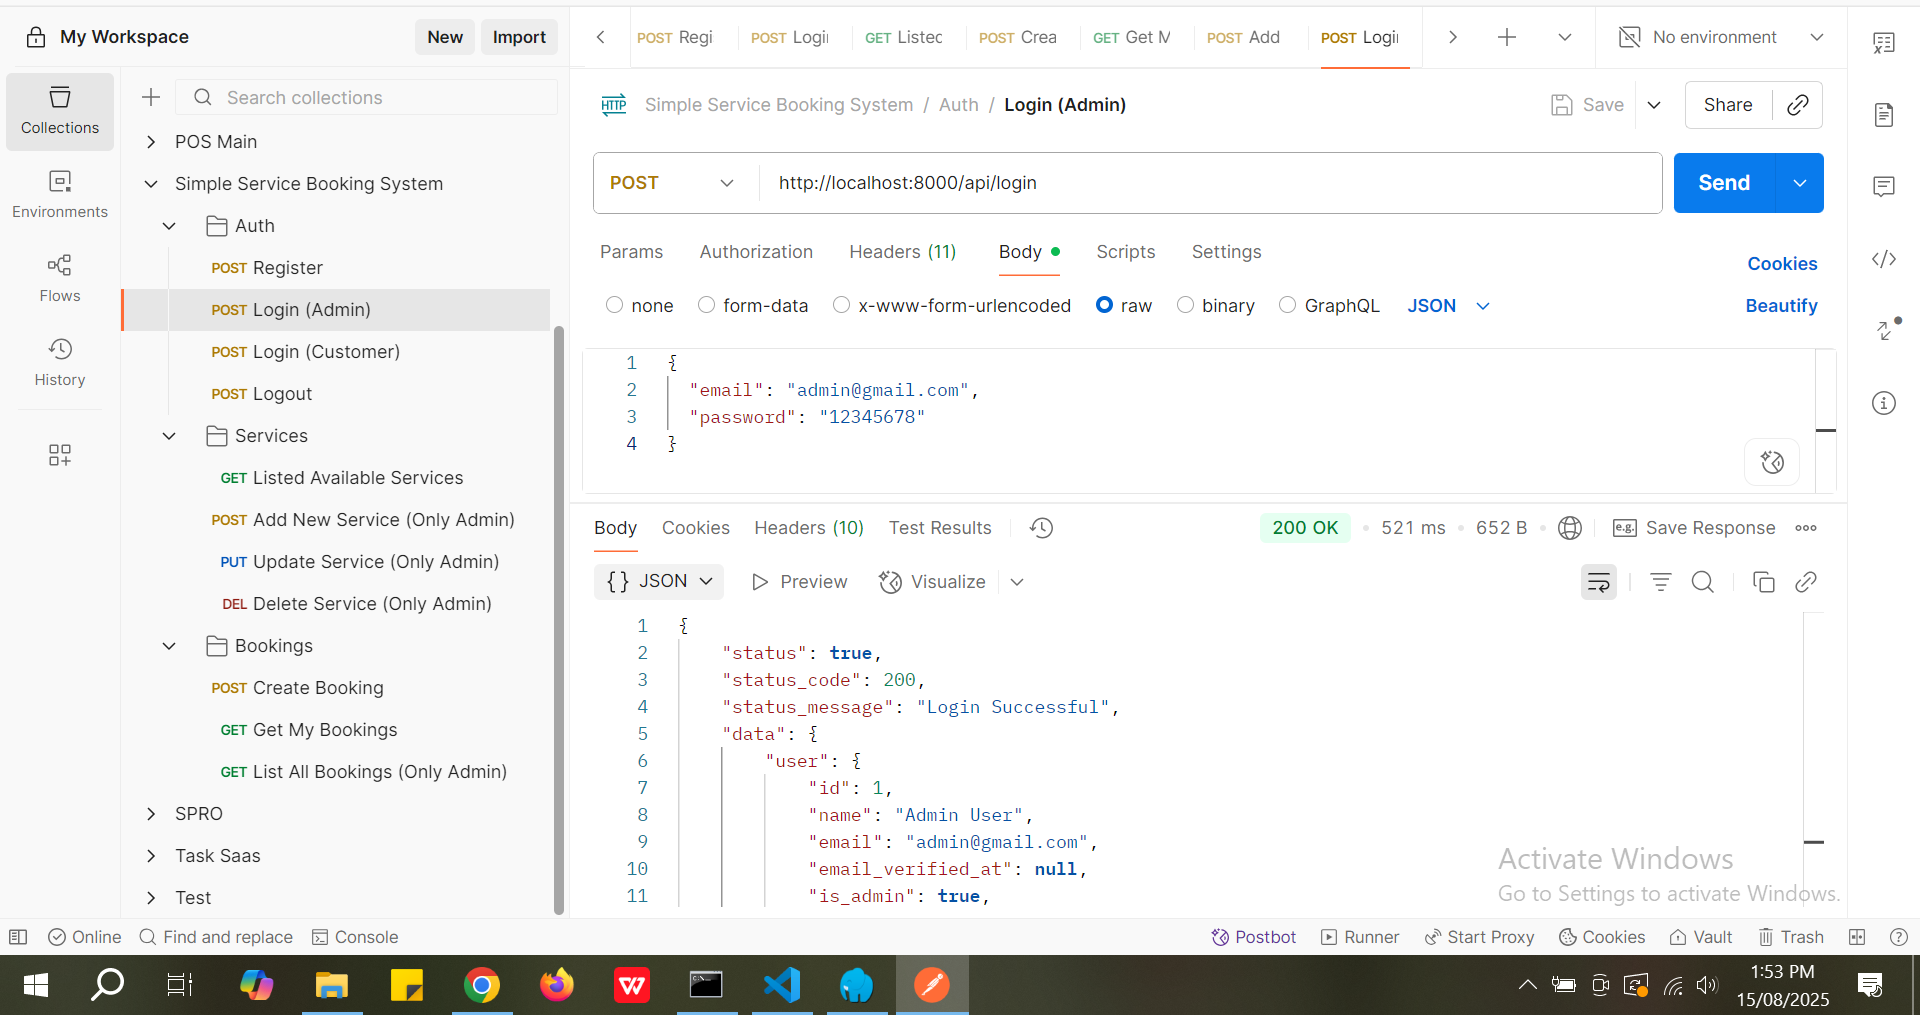 My Workspace
New
Import
POST Regi
POST Logi
GET Listec
POST Crea
GET Get M
POST Add
POST Logi
No environment
Collections
Environments
Flows
History
Search collections
POS Main
Simple Service Booking System
Auth
POST Register
POST Login (Admin)
POST Login (Customer)
POST Logout
Services
GET Listed Available Services
POST Add New Service (Only Admin)
PUT Update Service (Only Admin)
DEL Delete Service (Only Admin)
Bookings
POST Create Booking
GET Get My Bookings
GET List All Bookings (Only Admin)
SPRO
Task Saas
Test
HTTP Simple Service Booking System / Auth / Login (Admin)
Save
Share
POST
http://localhost:8000/api/login
Send
Params Authorization Headers (11) Body Scripts Settings
Cookies
none form-data x-www-form-urlencoded raw binary GraphQL JSON
Beautify
1 {
2 "email": "admin@gmail.com",
3 "password": "12345678"
4 }
Body Cookies Headers (10) Test Results
200 OK • 521 ms • 652 B • e.g. Save Response
{} JSON Preview Visualize
1 {
2 "status": true,
3 "status_code": 200,
4 "status_message": "Login Successful",
5 "data": {
6 "user": {
7 "id": 1,
8 "name": "Admin User",
9 "email": "admin@gmail.com",
10 "email_verified_at": null,
11 "is_admin": true,
Activate Windows
Go to Settings to activate Windows.
Online Find and replace Console
Postbot Runner Start Proxy Cookies Vault Trash
1:53 PM
15/08/2025